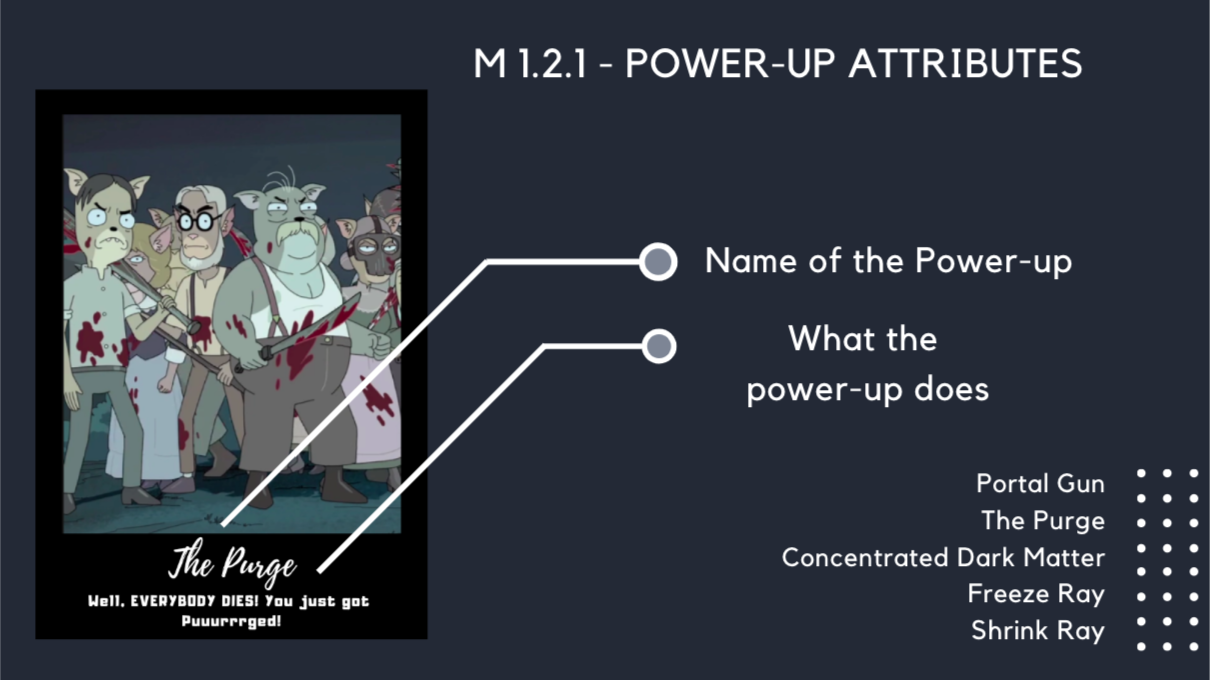 M 1.2.1 - POWER-UP ATTRIBUTES
Name of the Power-up
What the
power-up does
The Purge
Well, EVERYBODY DIES! You just got
Puuurrrged!
Portal Gun
The Purge
Concentrated Dark Matter
Freeze Ray
Shrink Ray